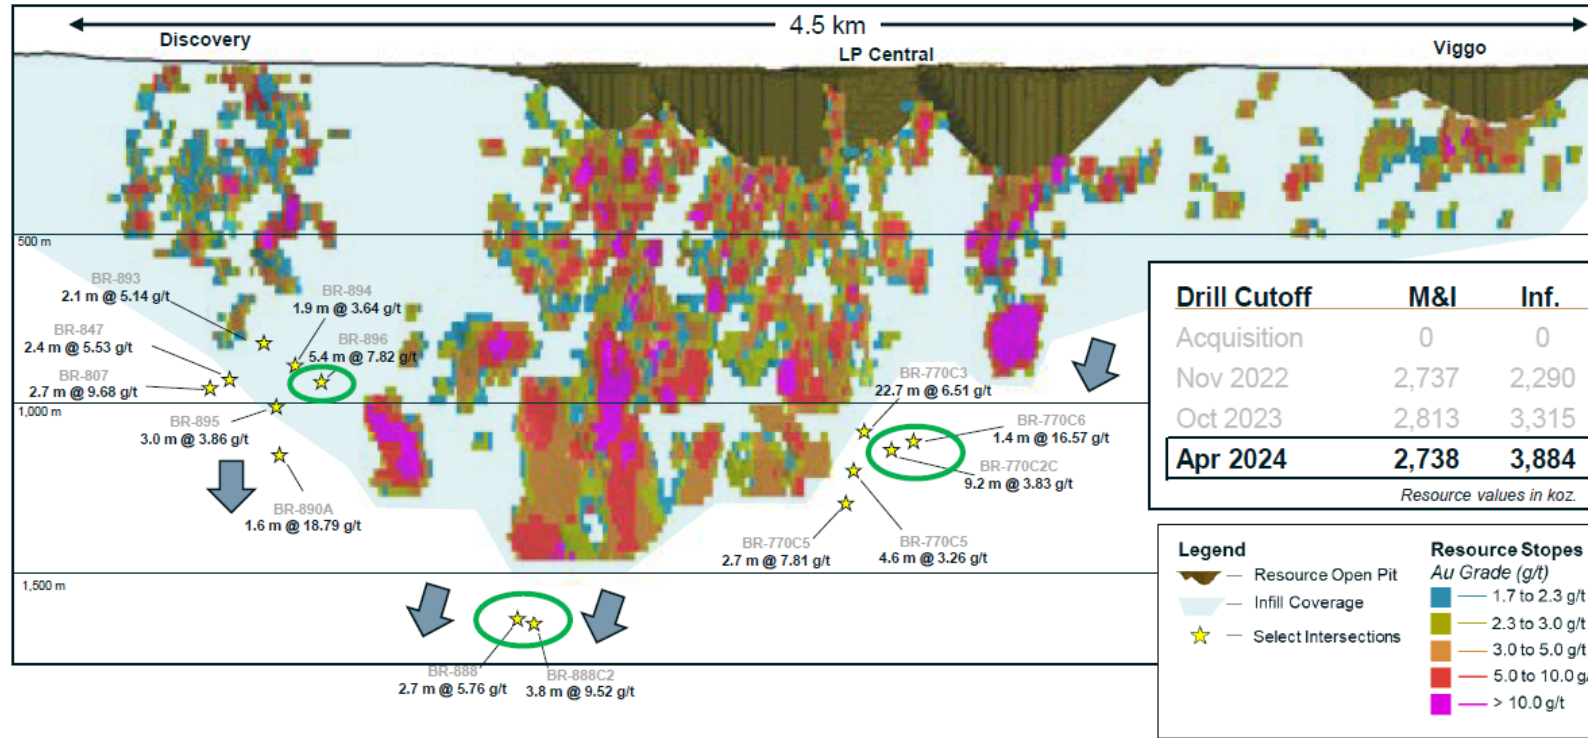 4.5 km
Discovery
LP Central
Viggo
500 m
BR-893
2.1 m @ 5.14 g/t
BR-894
1.9 m @ 3.64 g/t
BR-847
2.4 m @ 5.53 g/t
BR-896
5.4 m @ 7.82 g/t
BR-807
2.7 m @ 9.68 g/t
1,000 m
BR-895
3.0 m @ 3.86 g/t
BR-890A
1.6 m @ 18.79 g/t
BR-770C3
22.7 m @ 6.51 g/t
BR-770C6
1.4 m @ 16.57 g/t
BR-770C2C
9.2 m @ 3.83 g/t
BR-770C5
2.7 m @ 7.81 g/t
BR-770C5
4.6 m @ 3.26 g/t
1,500 m
BR-888
2.7 m @ 5.76 g/t
BR-888C2
3.8 m @ 9.52 g/t
Drill Cutoff M&I Inf.
Acquisition 0 0
Nov 2022 2,737 2,290
Oct 2023 2,813 3,315
Apr 2024 2,738 3,884
Resource values in koz.
Legend
Resource Open Pit
Infill Coverage
Select Intersections
Resource Stopes
Au Grade (g/t)
1.7 to 2.3 g/t
2.3 to 3.0 g/t
3.0 to 5.0 g/t
5.0 to 10.0 g/
> 10.0 g/t